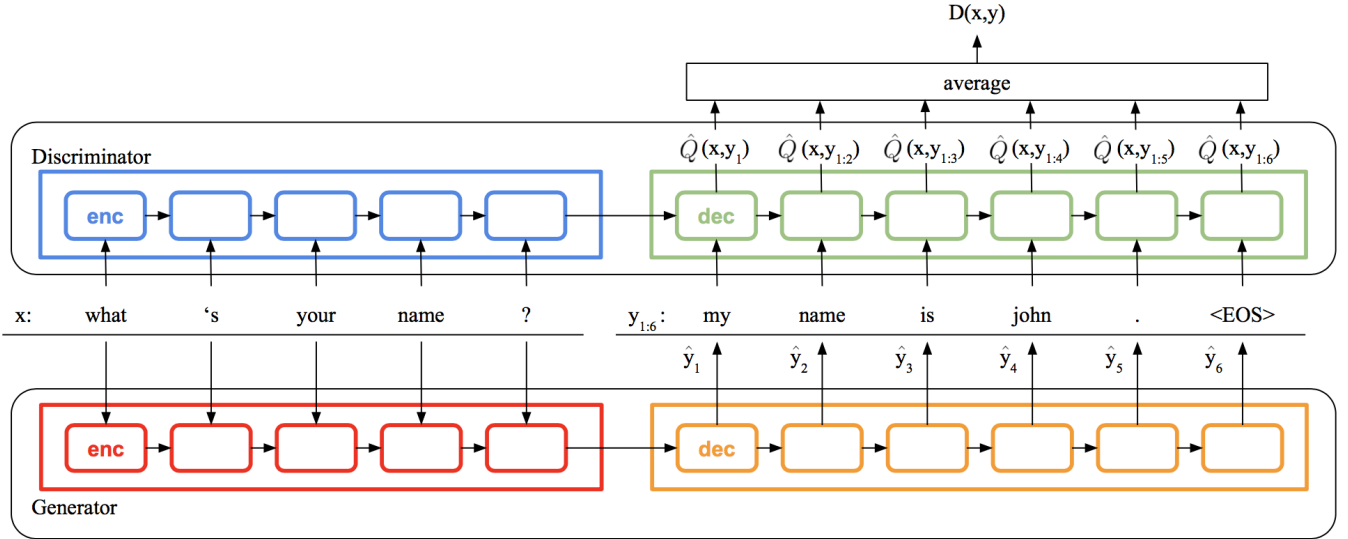 D(x,y)
average
Q̂(x,y₁) Q̂(x,y₁:₂) Q̂(x,y₁:₃) Q̂(x,y₁:₄) Q̂(x,y₁:₅) Q̂(x,y₁:₆)
Discriminator
enc dec
x: what ‘s your name ? y₁:₆: my name is john . <EOS>
ŷ₁ ŷ₂ ŷ₃ ŷ₄ ŷ₅ ŷ₆
enc dec
Generator